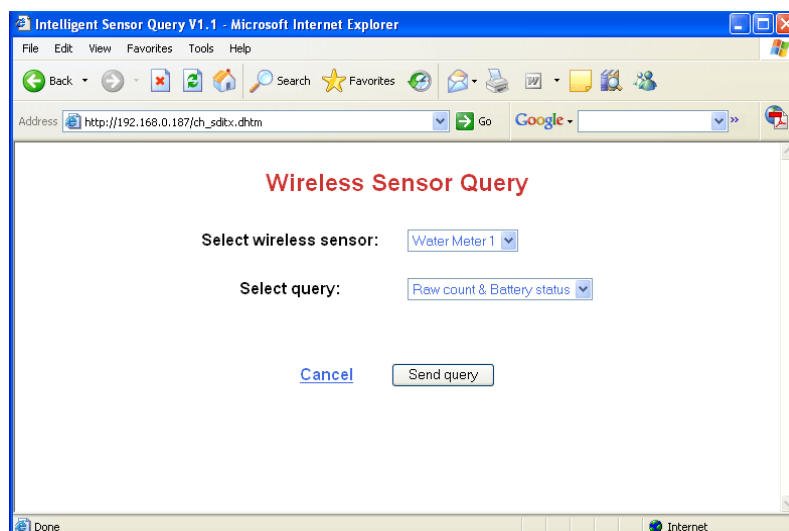 Intelligent Sensor Query V1.1 - Microsoft Internet Explorer
File Edit View Favorites Tools Help
Back Search Favorites W
Address http://192.168.0.187/ch_sditx.dhtm Go Google »
Wireless Sensor Query
Select wireless sensor: Water Meter 1
Select query: Raw count & Battery status
Cancel Send query
Done Internet